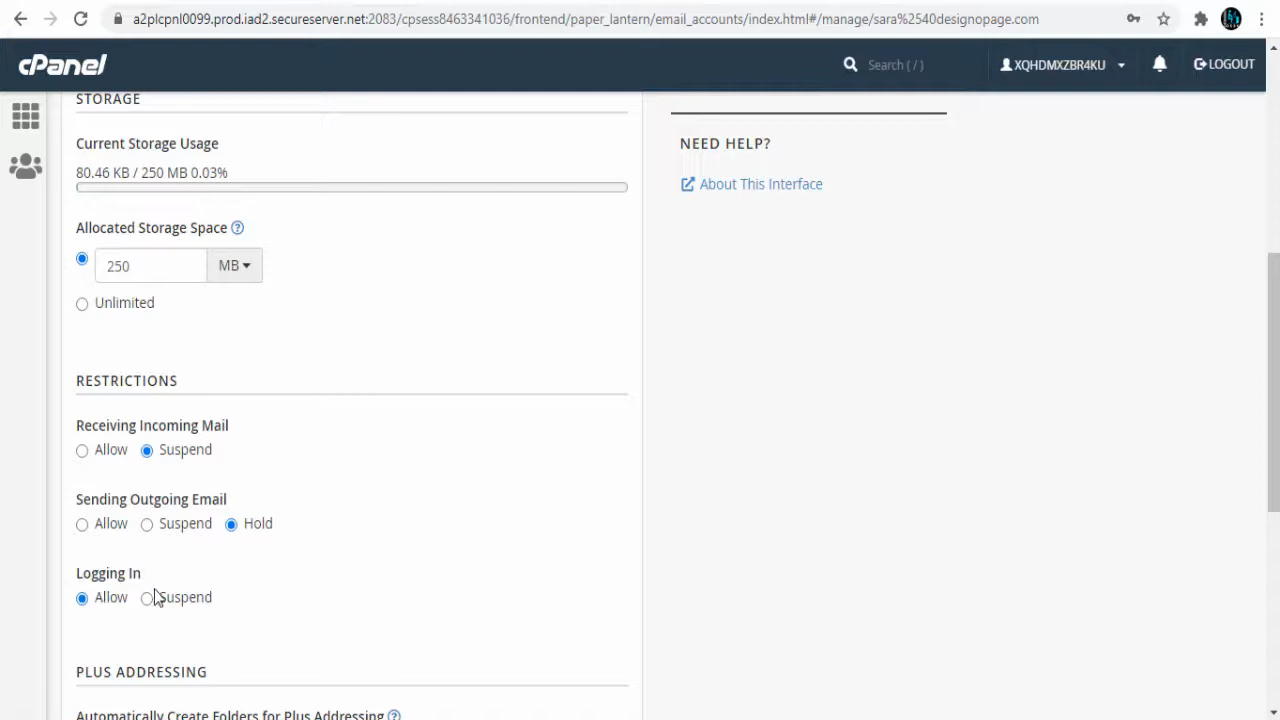 a2plcpnl0099.prod.iad2.secureserver.net:2083/cpsess8463341036/frontend/paper_lantern/email_accounts/index.html#/manage/sara%2540designopage.com
cPanel
Search ( / )
XQHDMXZBR4KU
LOGOUT
STORAGE
Current Storage Usage
80.46 KB / 250 MB 0.03%
Allocated Storage Space
250 MB
Unlimited
RESTRICTIONS
Receiving Incoming Mail
Allow Suspend
Sending Outgoing Email
Allow Suspend Hold
Logging In
Allow Suspend
PLUS ADDRESSING
Automatically Create Folders for Plus Addressing
NEED HELP?
About This Interface